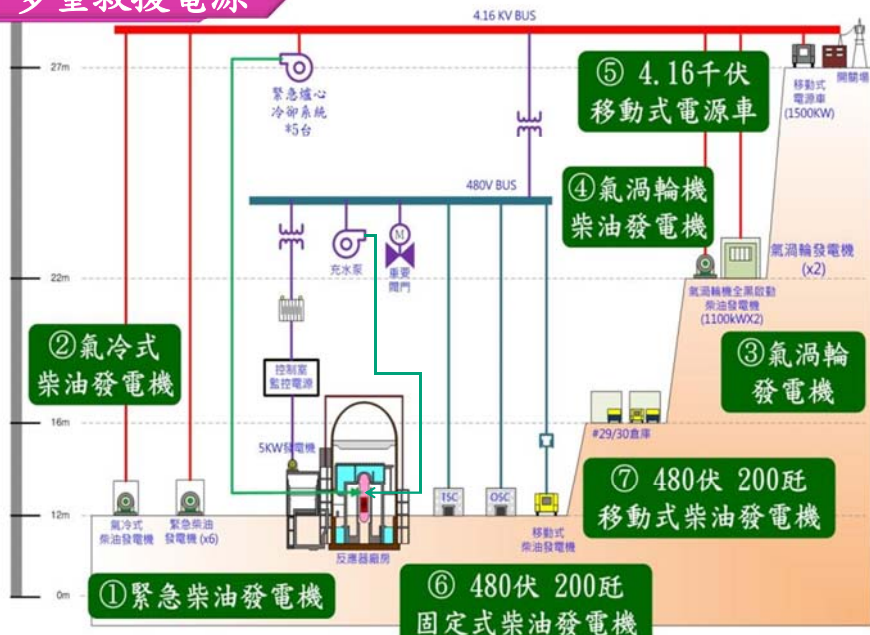 多重救援電源
4.16 KV BUS
27m
緊急爐心
冷卻系統
*5台
⑤ 4.16千伏
移動式電源車
移動式
電源車
(1500KW)
開關場
480V BUS
④氣渦輪機
柴油發電機
M
充水泵
重要
閥門
22m
氣渦輪發電機
(x2)
氣渦輪機全黑啟動
柴油發電機
(1100kWX2)
②氣冷式
柴油發電機
控制室
監控電源
③氣渦輪
發電機
16m
#29/30倉庫
5KW發電機
⑦ 480伏 200瓩
移動式柴油發電機
TSC
OSC
12m
氣冷式
柴油發電機
緊急柴油
發電機 (x6)
移動式
柴油發電機
反應器廠房
0m
①緊急柴油發電機
⑥ 480伏 200瓩
固定式柴油發電機